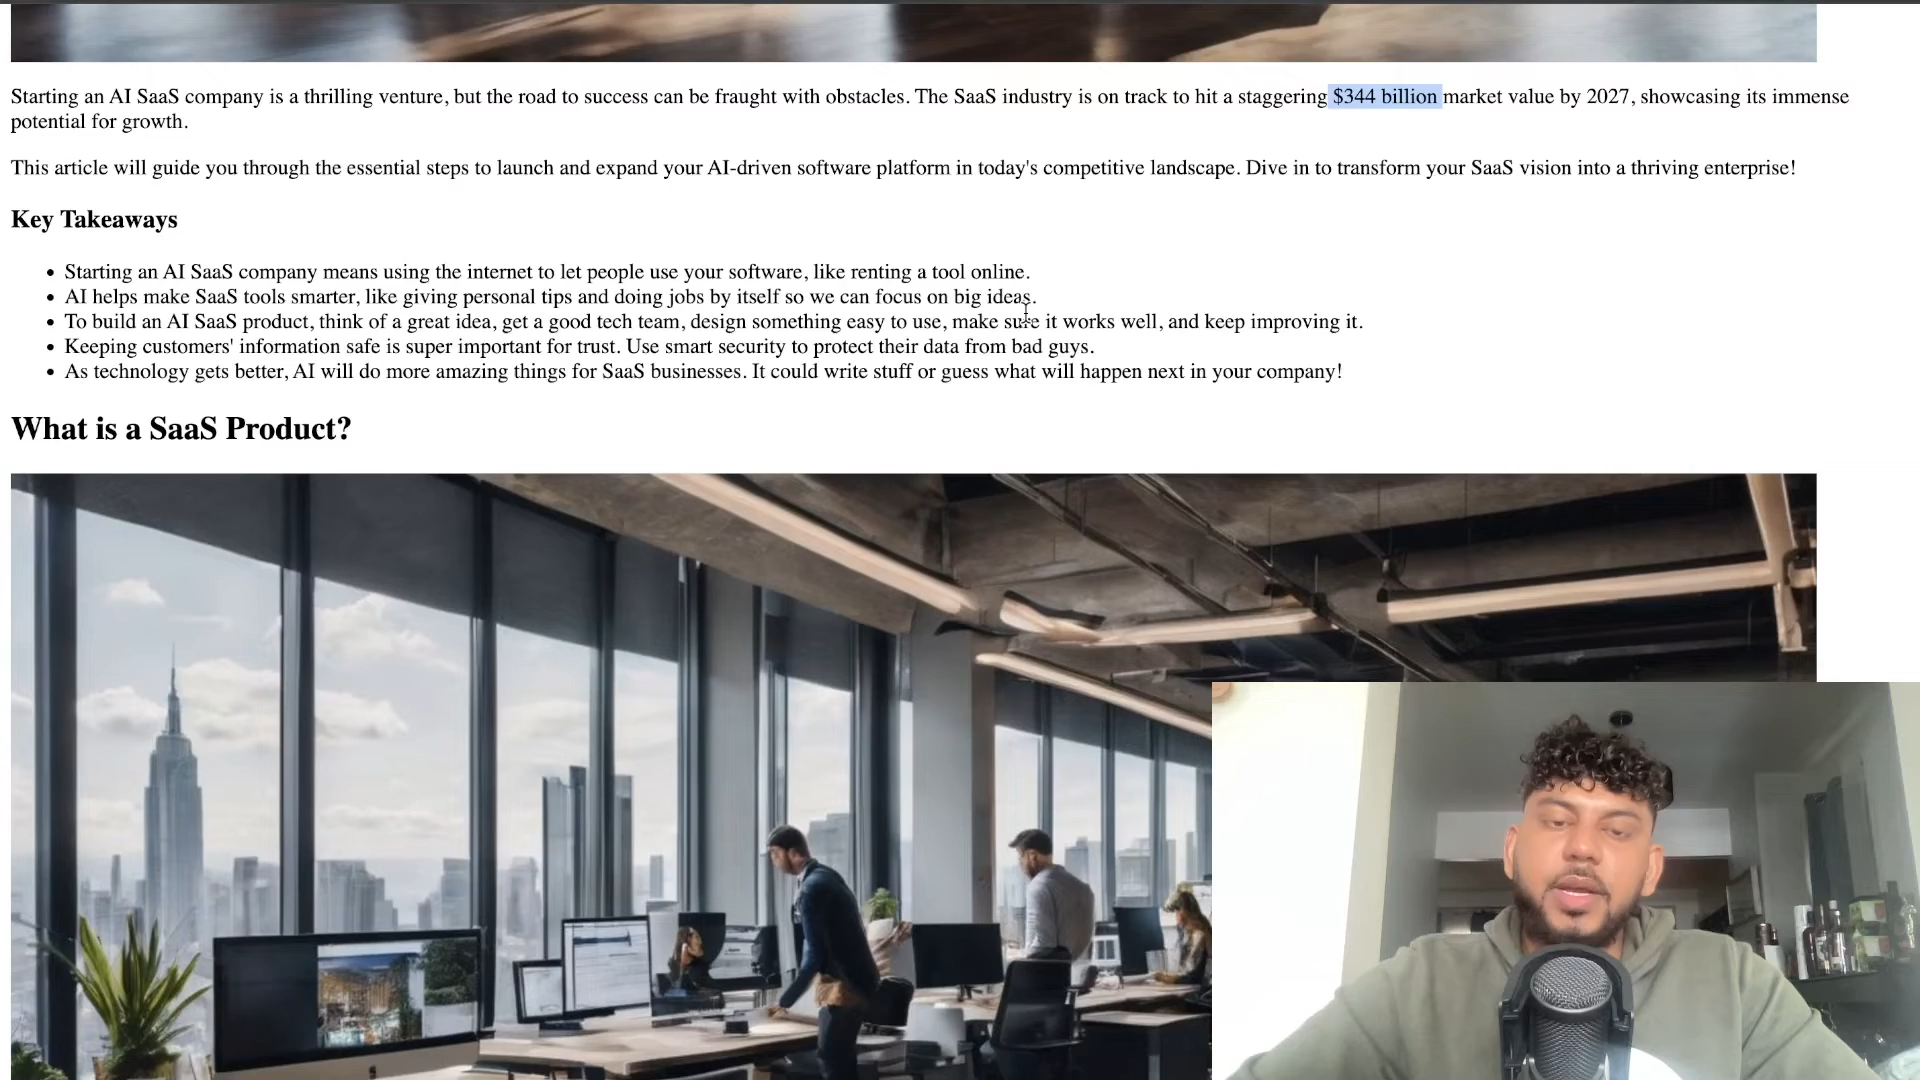 Starting an AI SaaS company is a thrilling venture, but the road to success can be fraught with obstacles. The SaaS industry is on track to hit a staggering $344 billion market value by 2027, showcasing its immense
potential for growth.
This article will guide you through the essential steps to launch and expand your AI-driven software platform in today's competitive landscape. Dive in to transform your SaaS vision into a thriving enterprise!
Key Takeaways
• Starting an AI SaaS company means using the internet to let people use your software, like renting a tool online.
• AI helps make SaaS tools smarter, like giving personal tips and doing jobs by itself so we can focus on big ideas.
• To build an AI SaaS product, think of a great idea, get a good tech team, design something easy to use, make sure it works well, and keep improving it.
• Keeping customers' information safe is super important for trust. Use smart security to protect their data from bad guys.
• As technology gets better, AI will do more amazing things for SaaS businesses. It could write stuff or guess what will happen next in your company!
What is a SaaS Product?